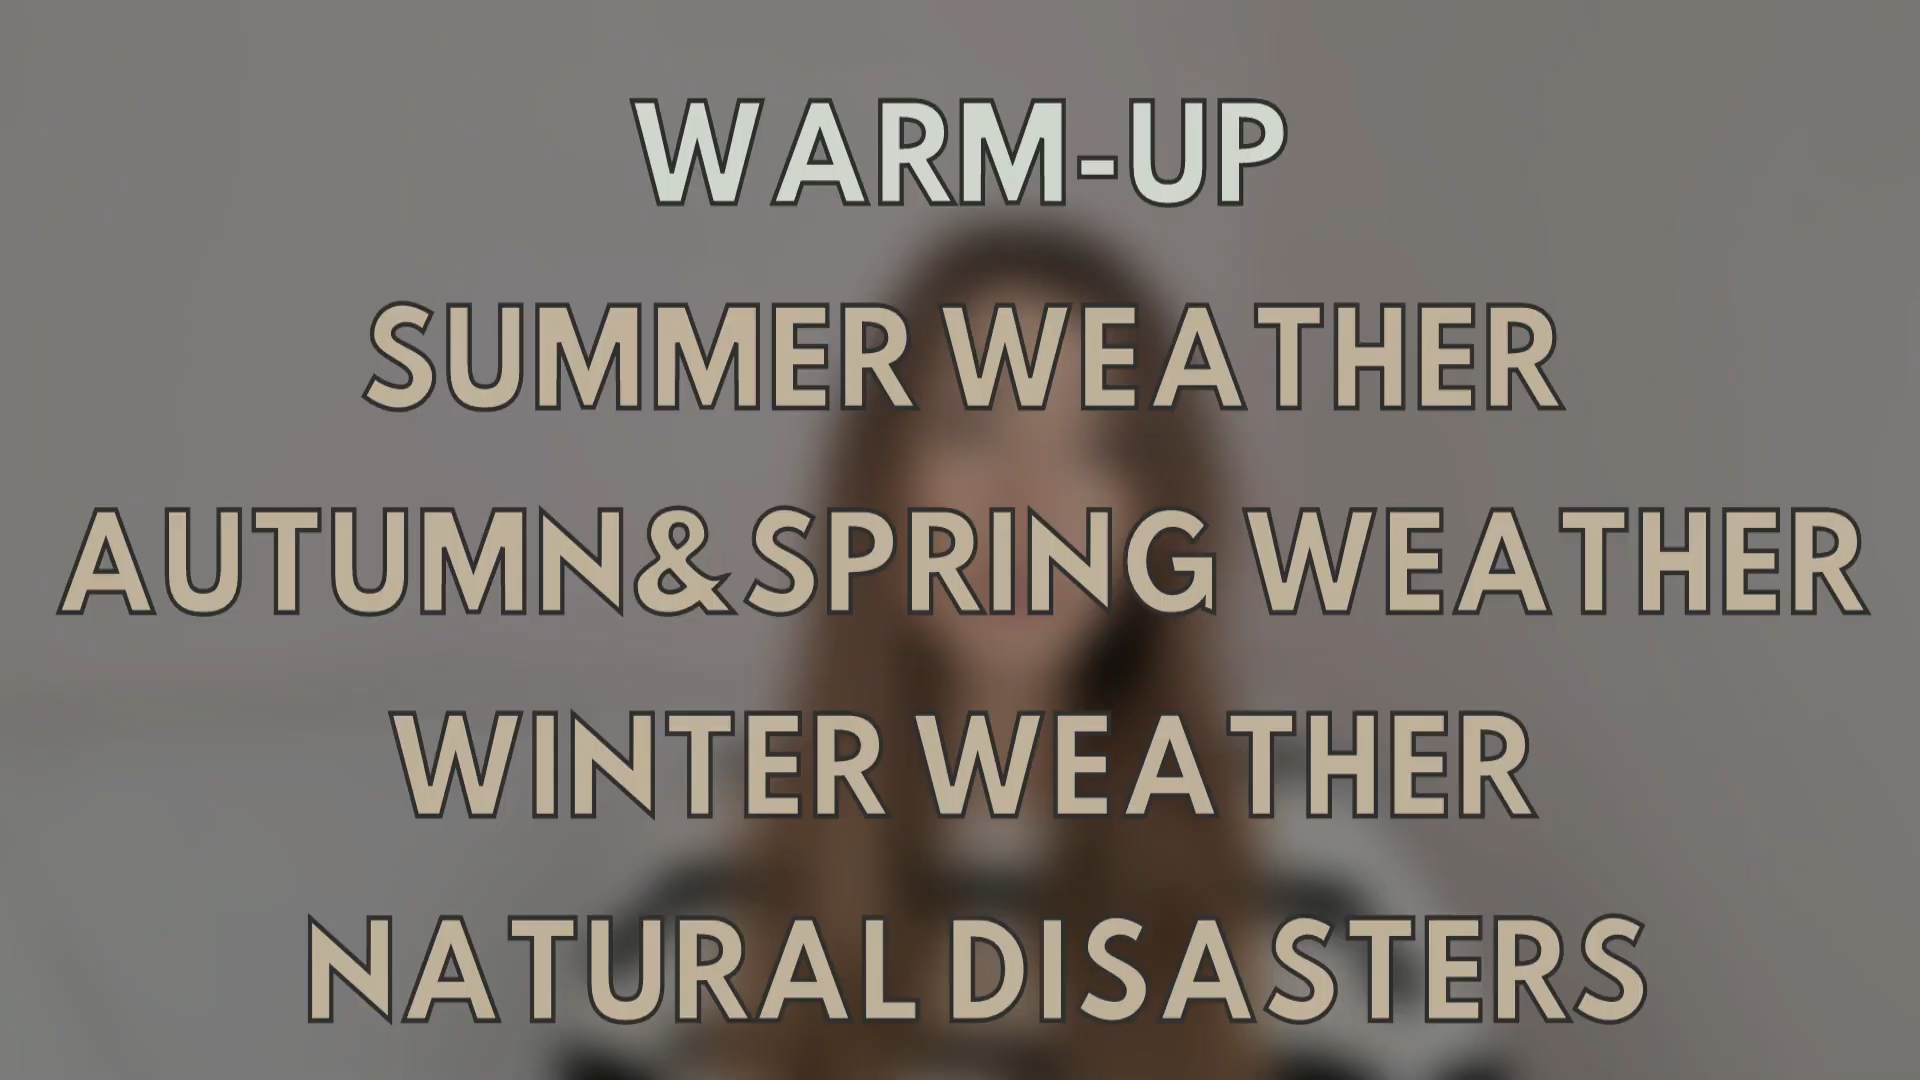 WARM-UP
SUMMER WEATHER
AUTUMN&SPRING WEATHER
WINTER WEATHER
NATURAL DISASTERS